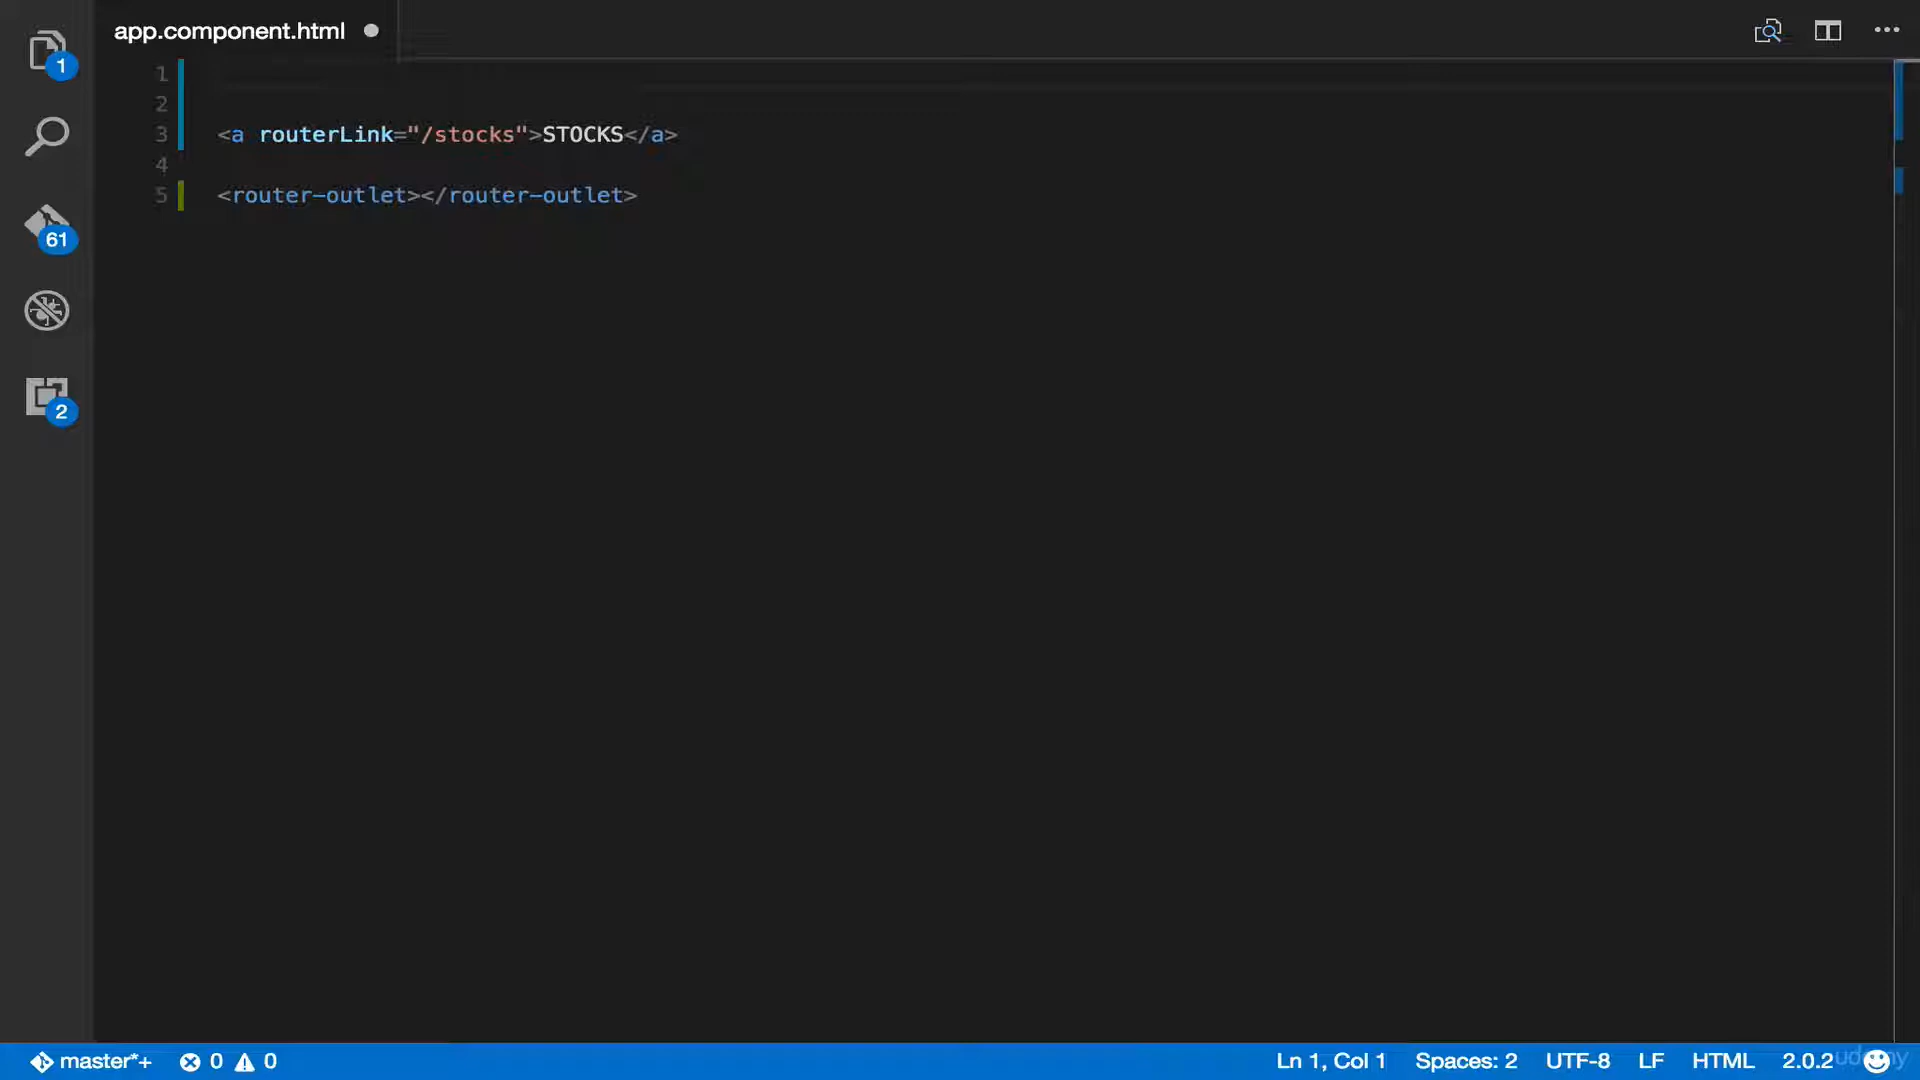 app.component.html
1
1
2
3 <a routerLink="/stocks">STOCKS</a>
4
5 <router-outlet></router-outlet>
61
2
master*+ 0 0 Ln 1, Col 1 Spaces: 2 UTF-8 LF HTML 2.0.2
udemy